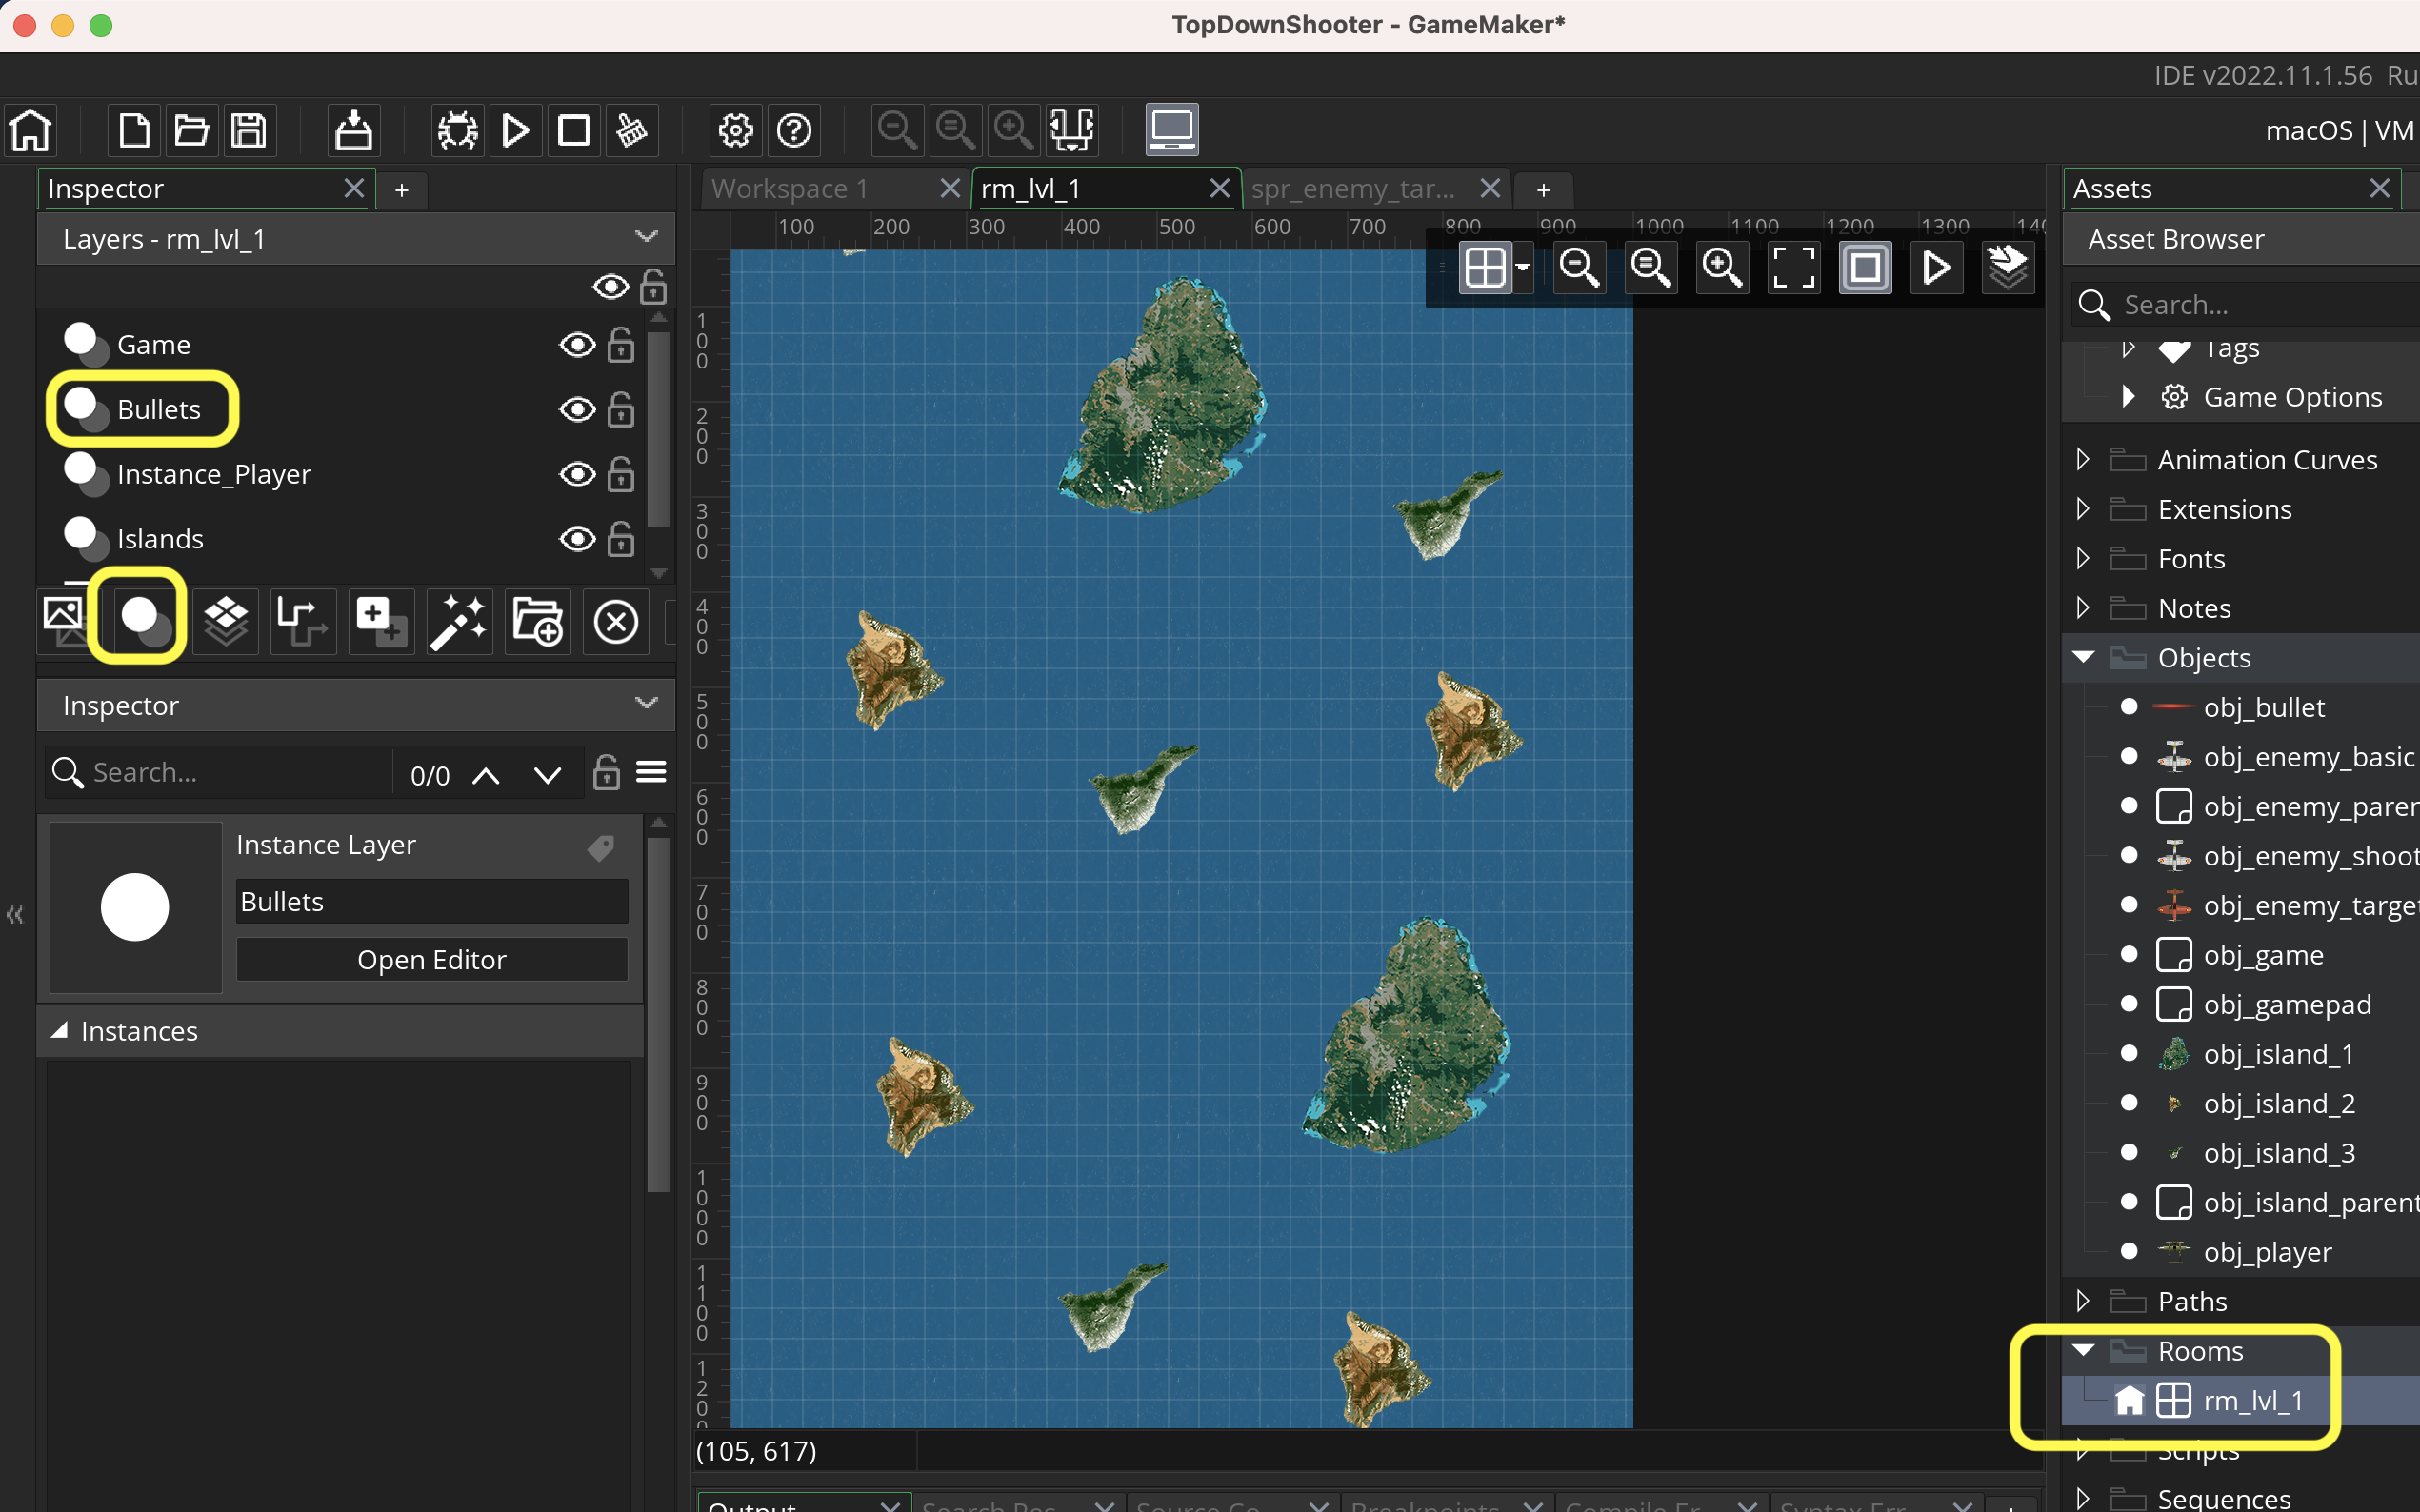 TopDownShooter - GameMaker*
IDE v2022.11.1.56 Ru
macOS | VM
Inspector
+
Workspace 1
rm_lvl_1
spr_enemy_tar...
+
Assets
Layers - rm_lvl_1
100 200 300 400 500 600 700 800 900 1000 1100 1200 1300 140
Asset Browser
Search...
Game
Bullets
Instance_Player
Islands
Tags
Game Options
Animation Curves
Extensions
Fonts
Notes
Objects
obj_bullet
obj_enemy_basic
obj_enemy_paren
obj_enemy_shoot
obj_enemy_target
obj_game
obj_gamepad
obj_island_1
obj_island_2
obj_island_3
obj_island_parent
obj_player
Paths
Rooms
rm_lvl_1
Scripts
Sequences
Inspector
Search...
0/0
Instance Layer
Bullets
Open Editor
Instances
100
200
300
400
500
600
700
800
900
1000
1100
1200
(105, 617)
Output
Search Res
Source Co
Breakpoints
Compile Er
Syntax Err